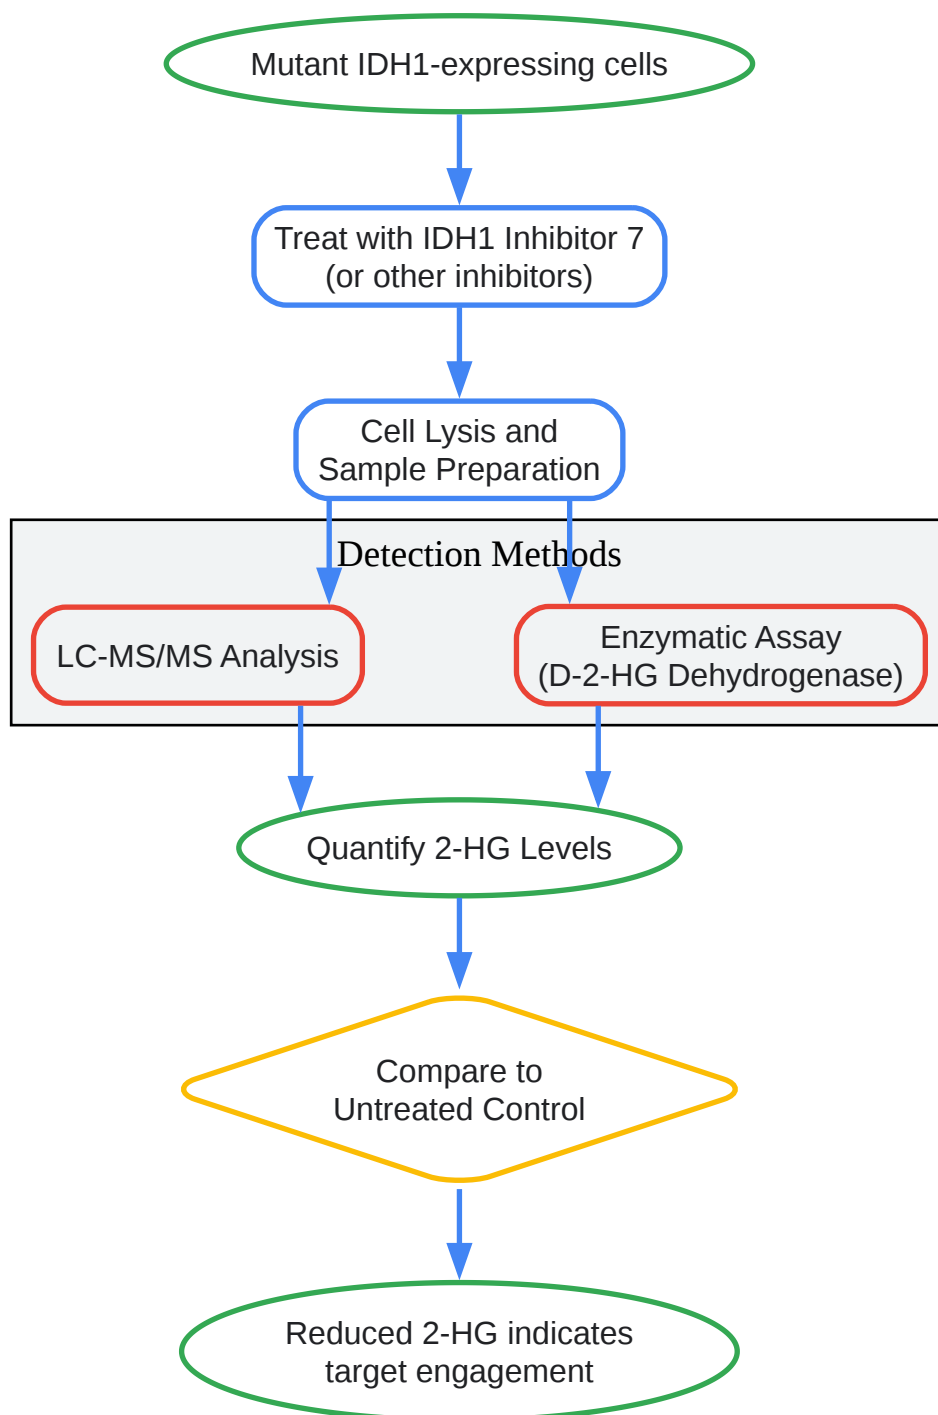 Mutant IDH1-expressing cells
Treat with IDH1 Inhibitor 7
(or other inhibitors)
Cell Lysis and
Sample Preparation
Detection Methods
LC-MS/MS Analysis
Enzymatic Assay
(D-2-HG Dehydrogenase)
Quantify 2-HG Levels
Compare to
Untreated Control
Reduced 2-HG indicates
target engagement